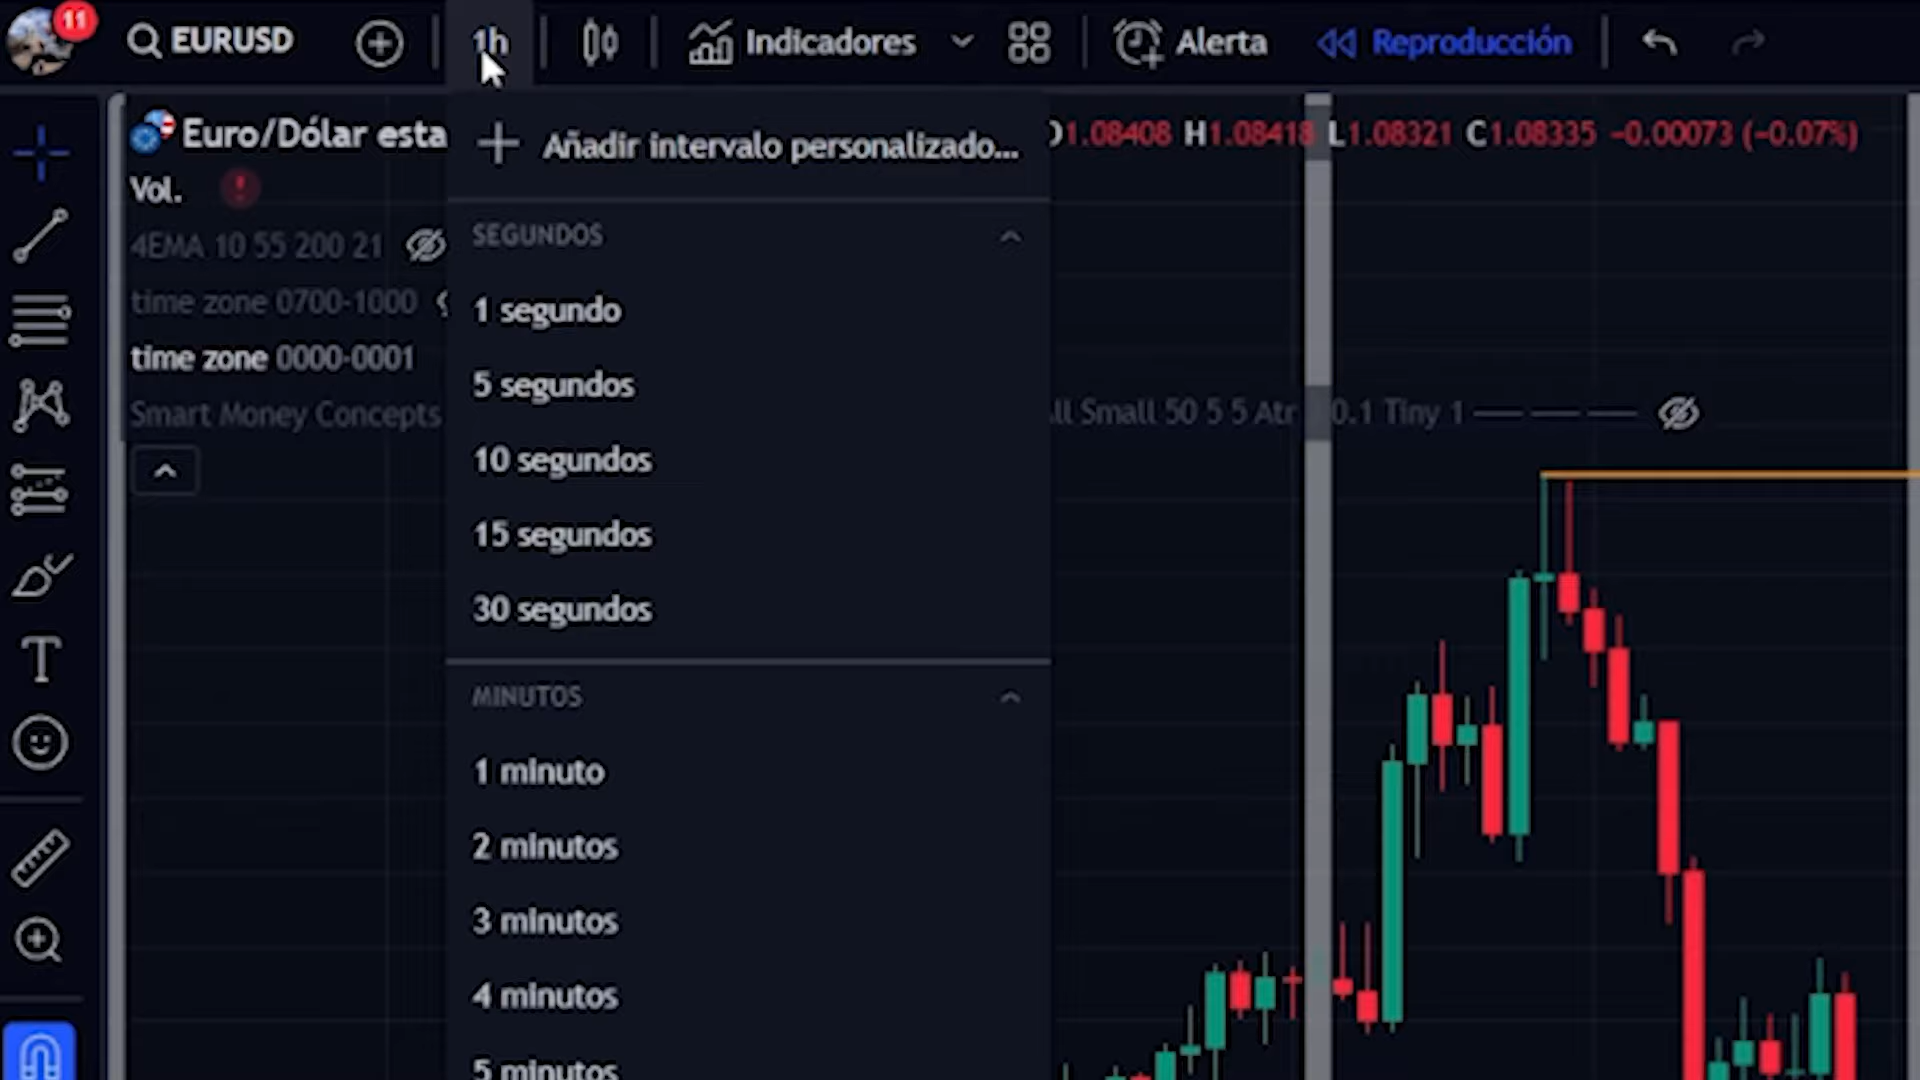 11
EURUSD
1h
Indicadores
Alerta
Reproducción
Euro/Dólar esta
Añadir intervalo personalizado...
1.08408 H1.08418 L1.08321 C1.08335 −0.00073 (−0.07%)
Vol.
4EMA 10 55 200 21
time zone 0700-1000
time zone 0000-0001
Smart Money Concepts
Small 50 5 5 Atr 0.1 Tiny 1
SEGUNDOS
1 segundo
5 segundos
10 segundos
15 segundos
30 segundos
MINUTOS
1 minuto
2 minutos
3 minutos
4 minutos
5 minutos